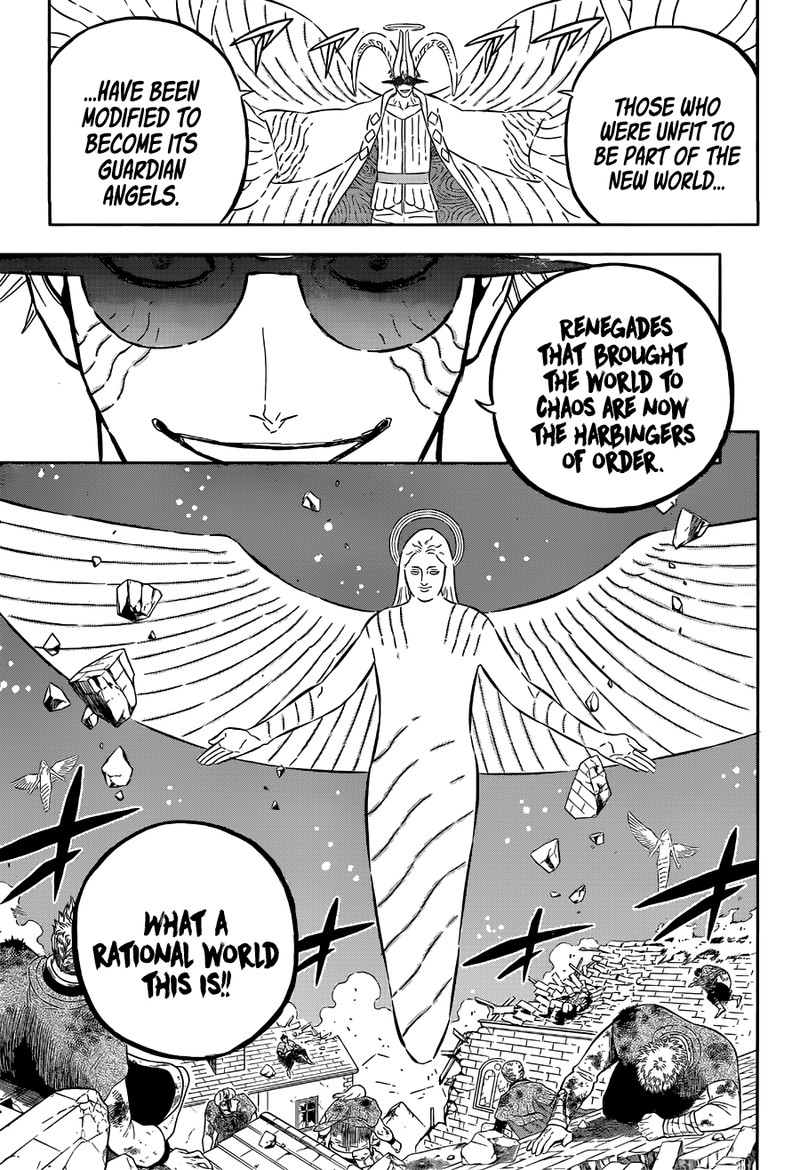 THOSE WHO
WERE UNFIT TO
BE PART OF THE
NEW WORLD...
...HAVE BEEN
MODIFIED TO
BECOME ITS
GUARDIAN
ANGELS.
RENEGADES
THAT BROUGHT
THE WORLD TO
CHAOS ARE NOW
THE HARBINGERS
OF ORDER.
WHAT A
RATIONAL WORLD
THIS IS!!